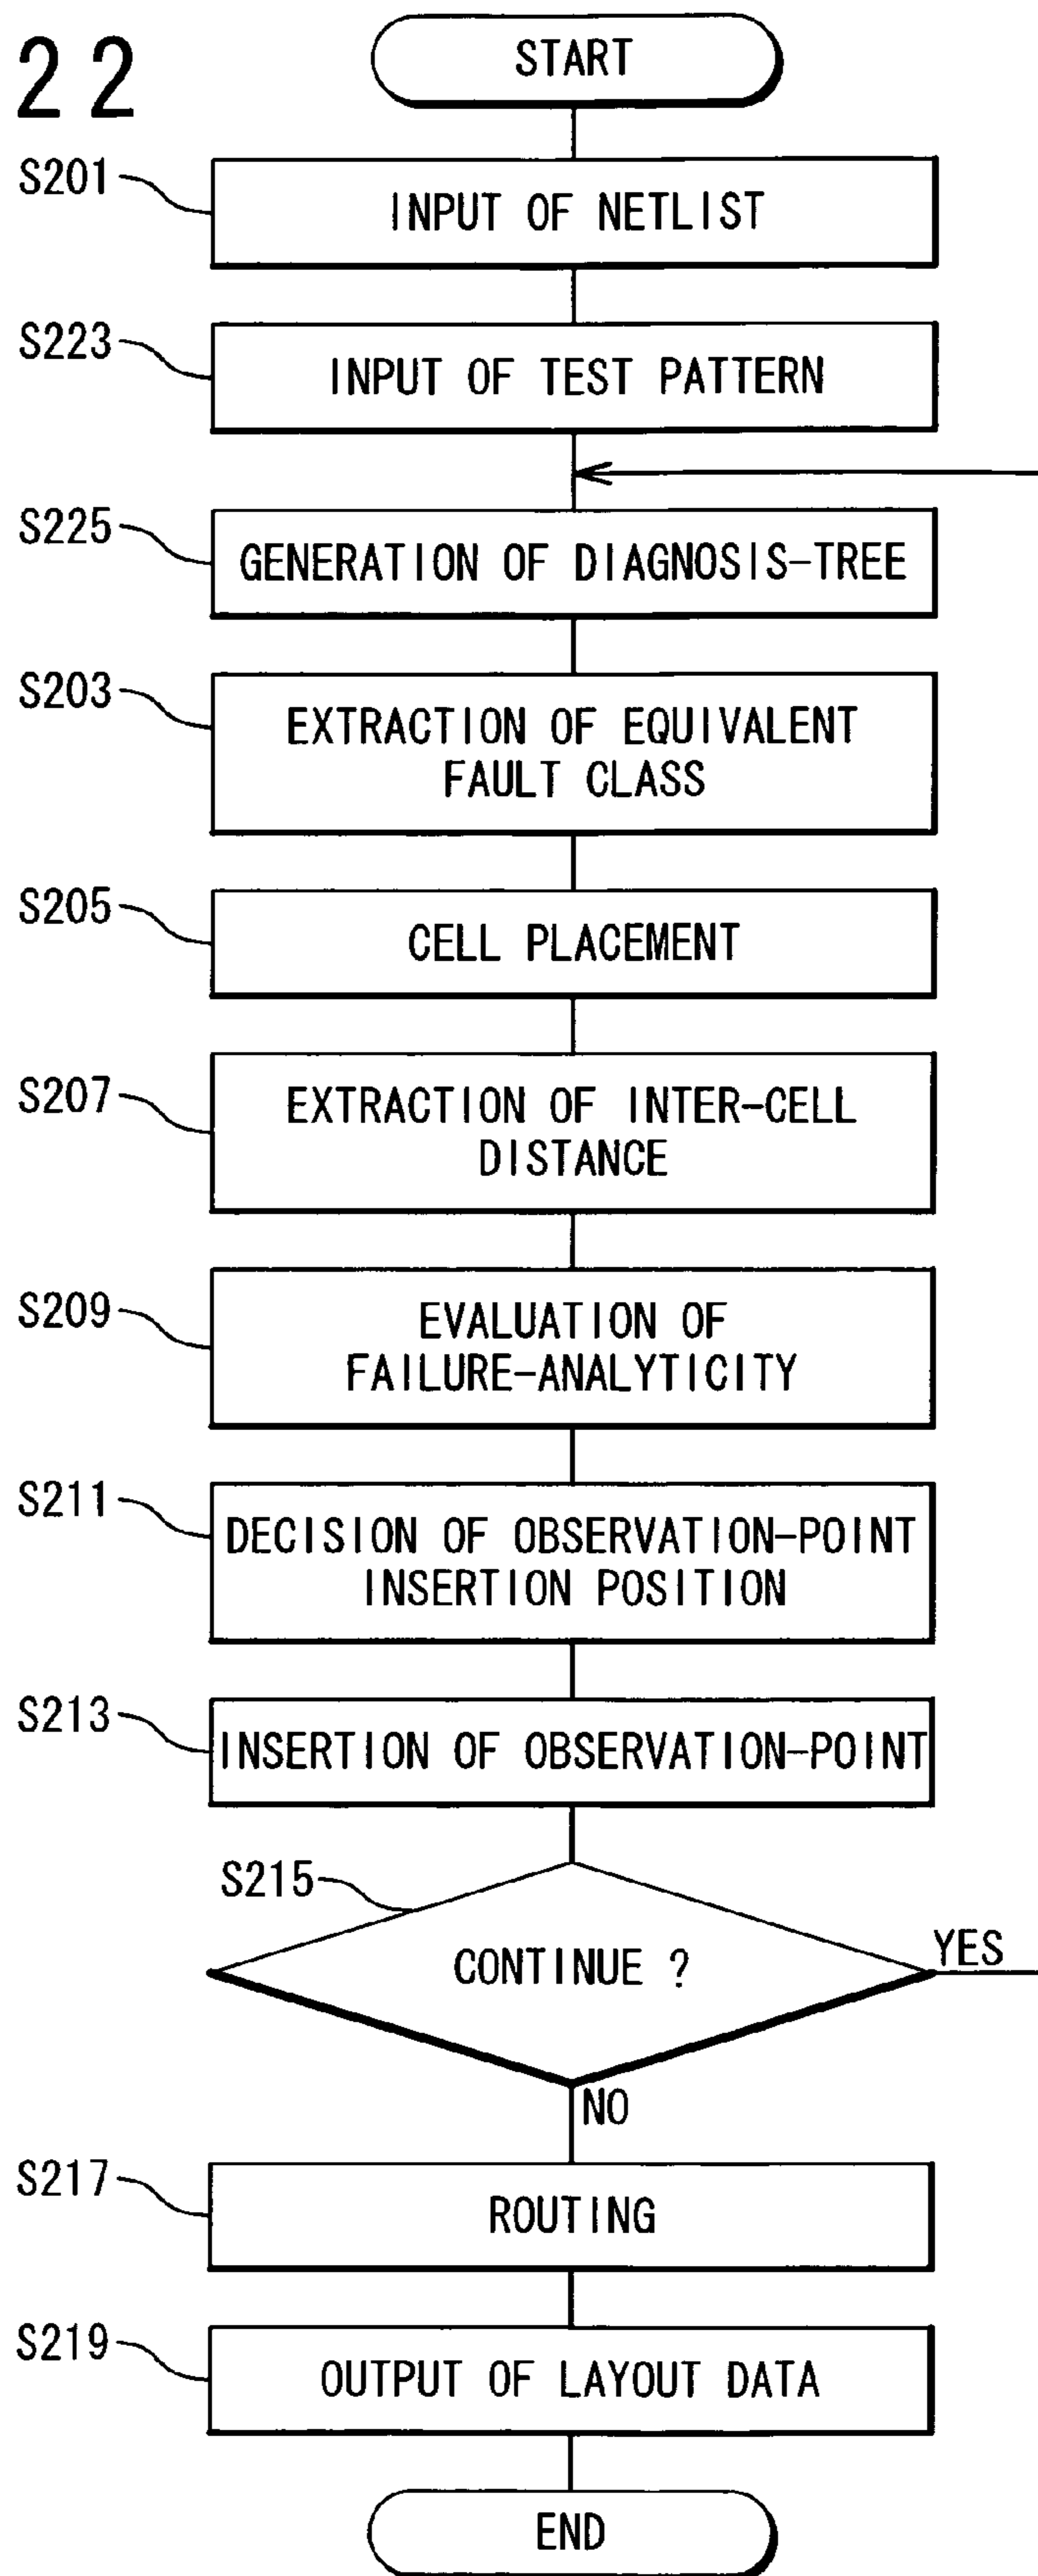 22
START
S201
INPUT OF NETLIST
S223
INPUT OF TEST PATTERN
S225
GENERATION OF DIAGNOSIS-TREE
S203
EXTRACTION OF EQUIVALENT
FAULT CLASS
S205
CELL PLACEMENT
S207
EXTRACTION OF INTER-CELL
DISTANCE
S209
EVALUATION OF
FAILURE-ANALYTICITY
S211
DECISION OF OBSERVATION-POINT
INSERTION POSITION
S213
INSERTION OF OBSERVATION-POINT
S215
CONTINUE ?
YES
NO
S217
ROUTING
S219
OUTPUT OF LAYOUT DATA
END